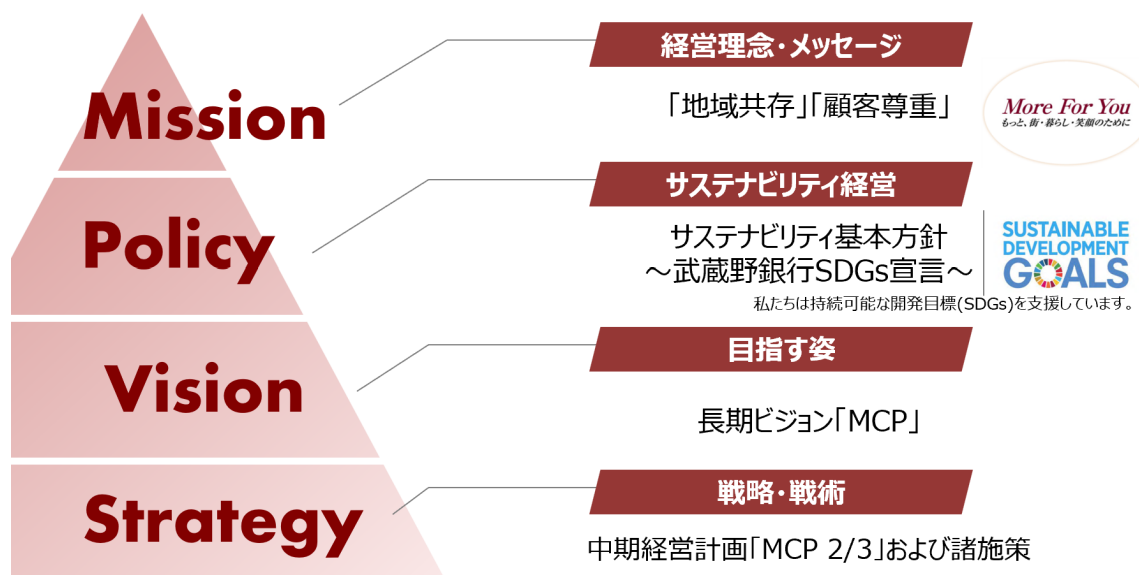 Mission
経営理念・メッセージ
「地域共存」「顧客尊重」
More For You
もっと、街・暮らし・笑顔のために
Policy
サステナビリティ経営
サステナビリティ基本方針
～武蔵野銀行SDGs宣言～
SUSTAINABLE
DEVELOPMENT
GOALS
私たちは持続可能な開発目標(SDGs)を支援しています。
Vision
目指す姿
長期ビジョン「MCP」
Strategy
戦略・戦術
中期経営計画「MCP 2/3」および諸施策